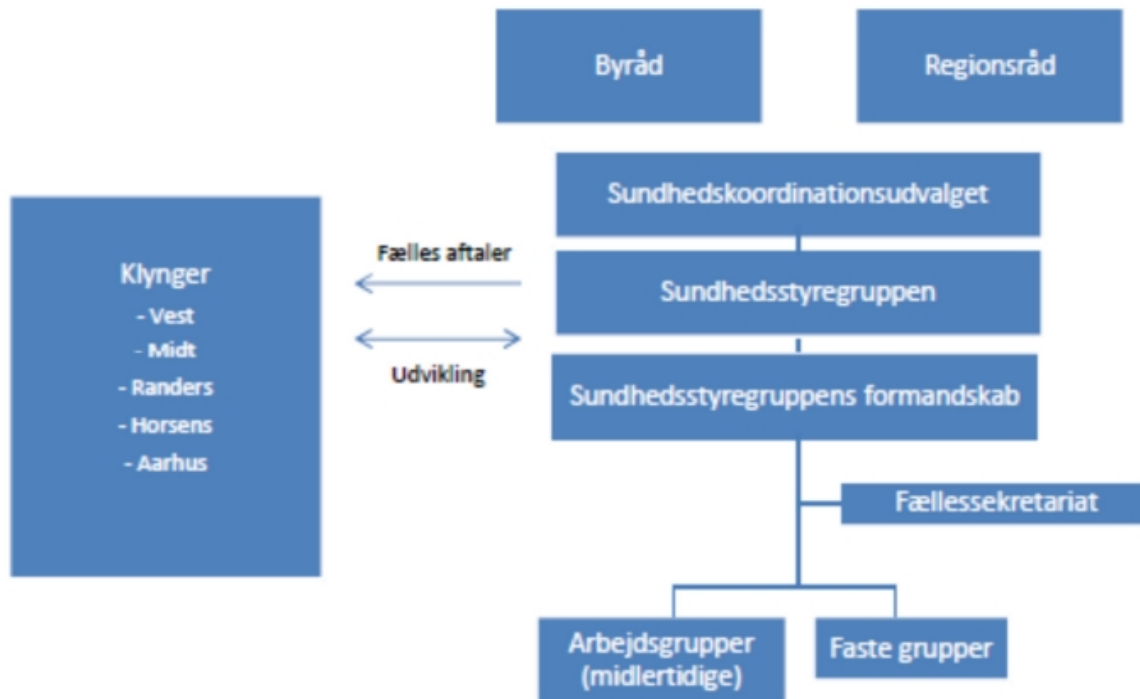 Byråd
Regionsråd
Sundhedskoordinationsudvalget
Sundhedsstyregruppen
Sundhedsstyregruppens formandskab
Fælles aftaler
Udvikling
Klynger
- Vest
- Midt
- Randers
- Horsens
- Aarhus
Fællessekretariat
Arbejdsgrupper
(midlertidige)
Faste grupper